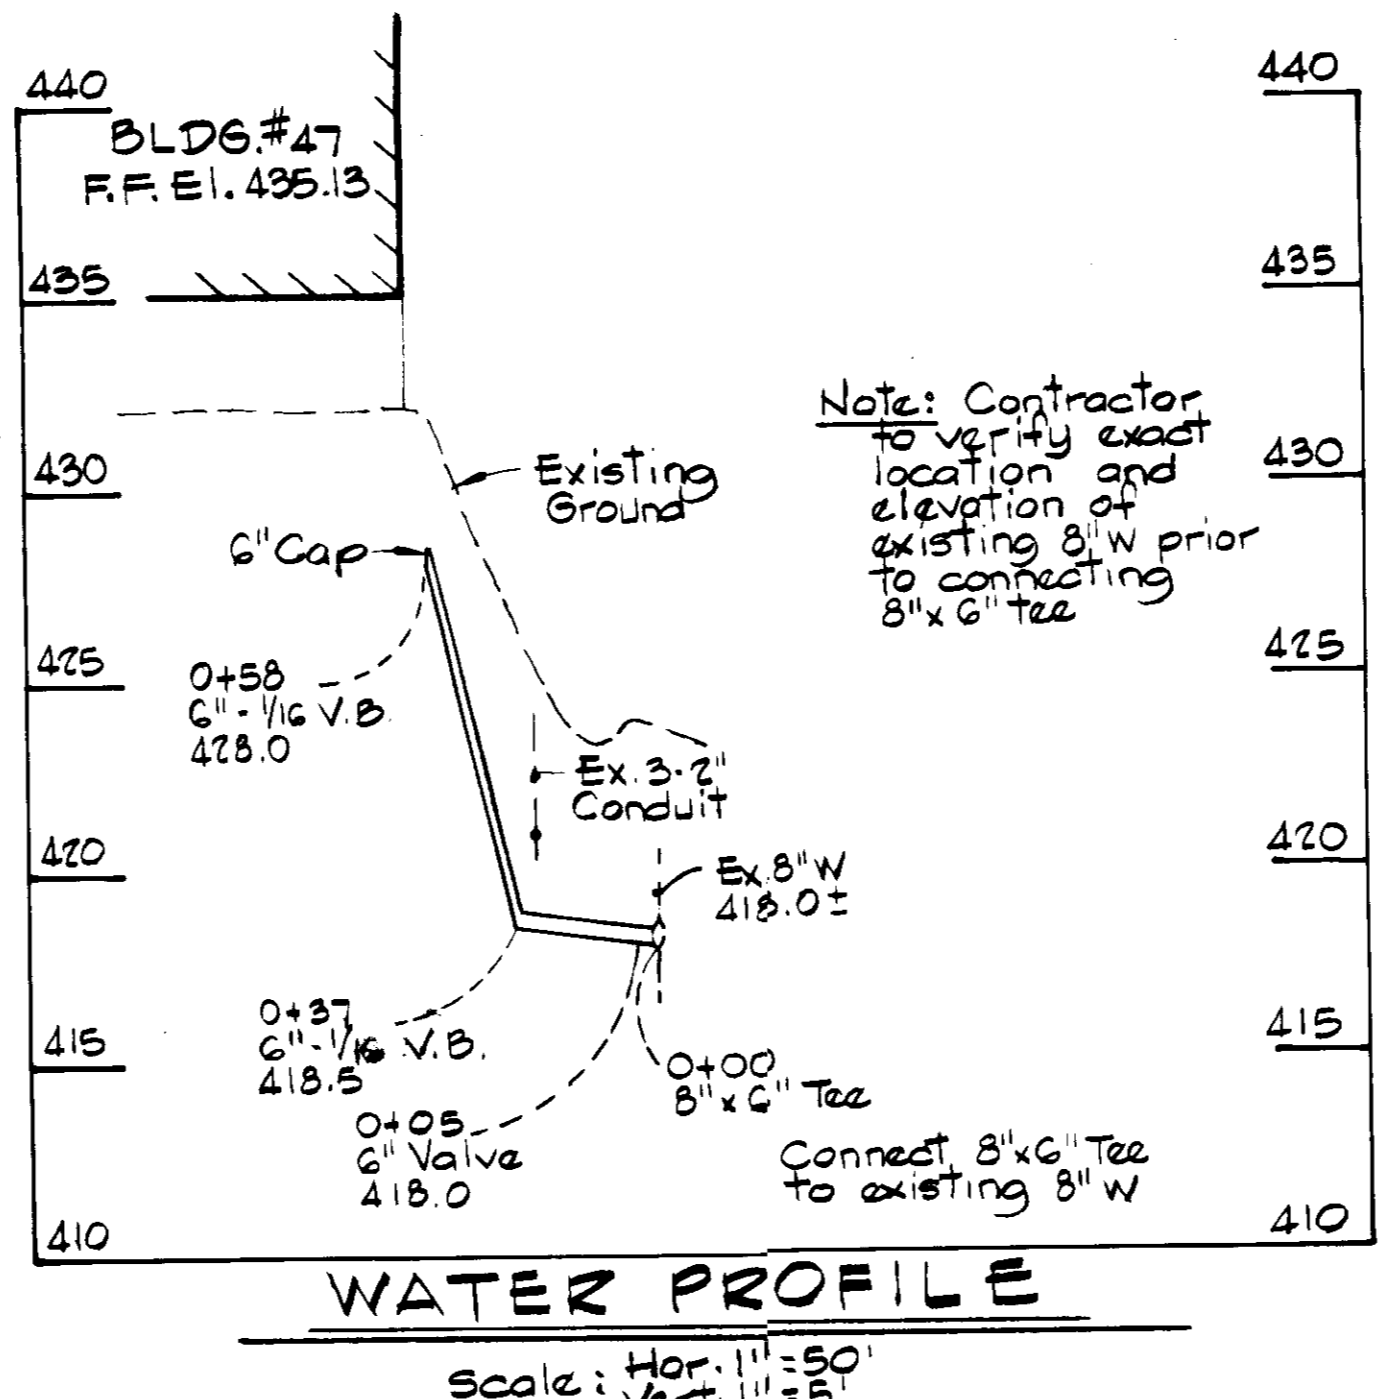 440
BLDG.#47
F.F. El. 435.13
435
430
425
420
415
410
440
435
430
425
420
415
410
Note: Contractor
to verify exact
location and
elevation of
existing 8"W prior
to connecting
8"x 6" tee
Existing
Ground
6" Cap
0+58
6"- 1/16 V.B.
428.0
Ex. 3-2"
Conduit
Ex. 8"W
418.0±
0+37
6"- 1/16 V.B.
418.5
0+05
6" Valve
418.0
0+00
8"x 6" Tee
Connect 8"x6" Tee
to existing 8" W
WATER PROFILE
Scale: Hor. 1"=50'
Vert. 1"=5'